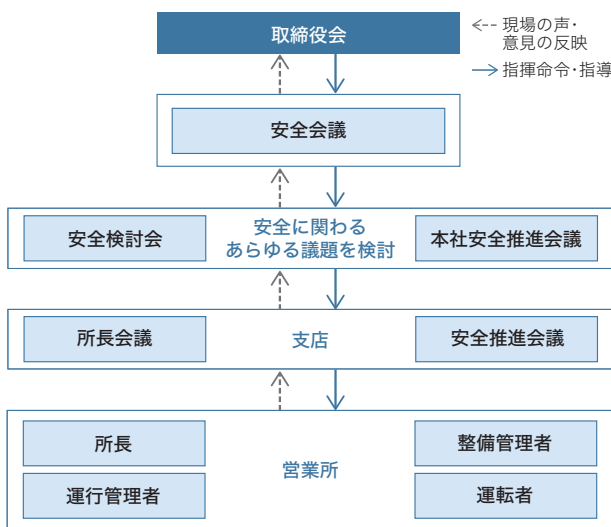 取締役会
現場の声・
意見の反映
指揮命令・指導
安全会議
安全検討会
安全に関わる
あらゆる議題を検討
本社安全推進会議
所長会議
支店
安全推進会議
所長
整備管理者
営業所
運行管理者
運転者